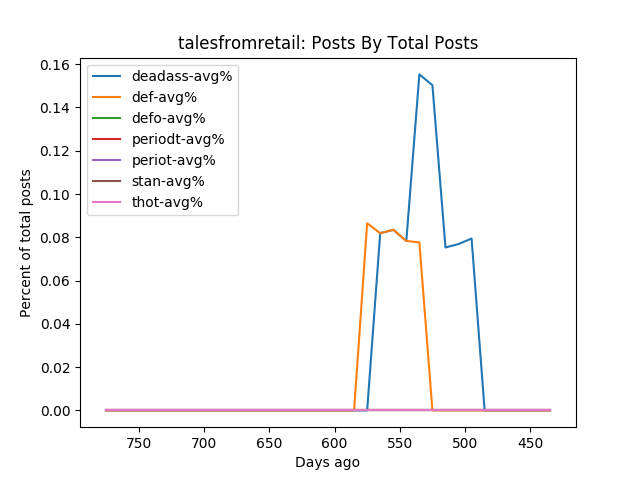 talesfromretail: Posts By Total Posts
Percent of total posts
0.16
0.14
0.12
0.10
0.08
0.06
0.04
0.02
0.00
deadass-avg%
def-avg%
defo-avg%
periodt-avg%
periot-avg%
stan-avg%
thot-avg%
750 700 650 600 550 500 450
Days ago